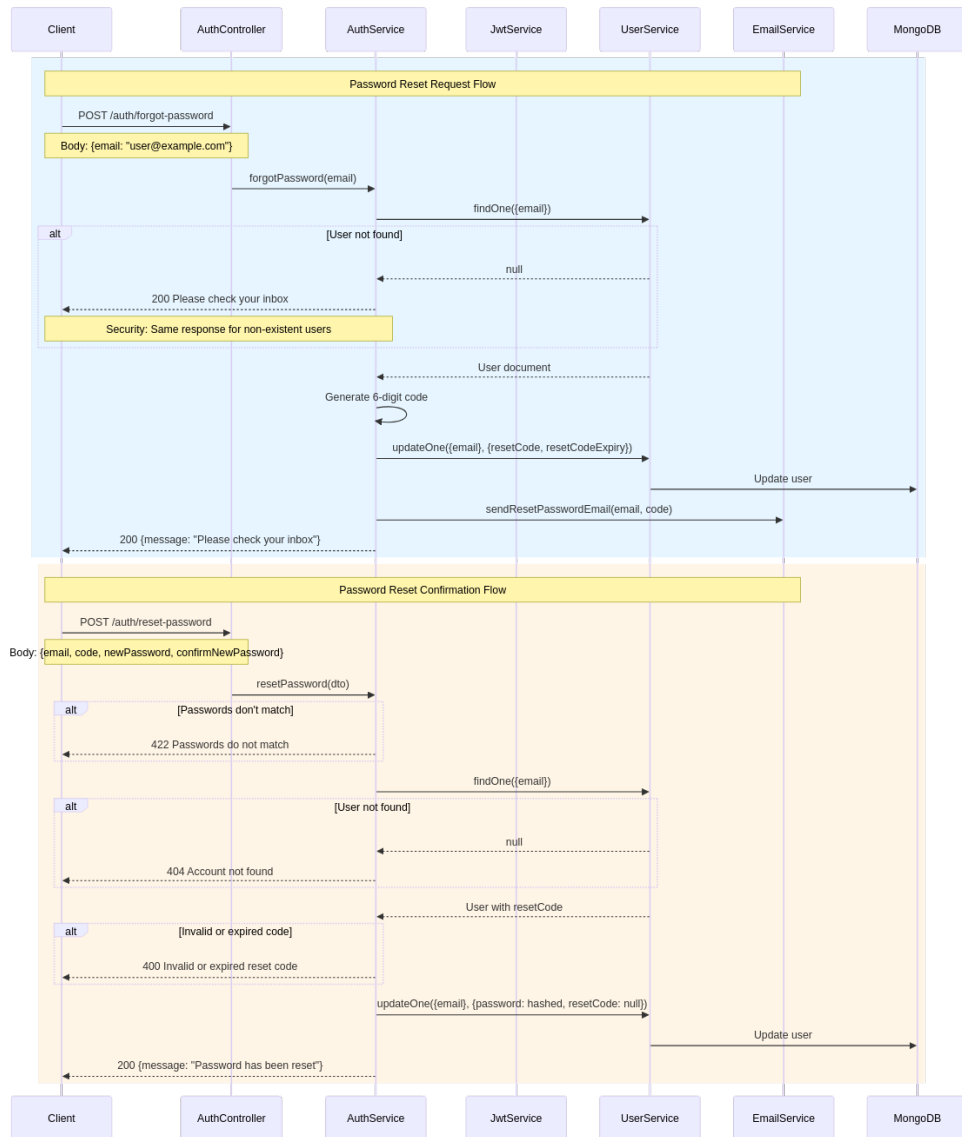 Client
AuthController
AuthService
JwtService
UserService
EmailService
MongoDB
Password Reset Request Flow
POST /auth/forgot-password
Body: {email: "user@example.com"}
forgotPassword(email)
findOne({email})
alt
[User not found]
null
200 Please check your inbox
Security: Same response for non-existent users
User document
Generate 6-digit code
updateOne({email}, {resetCode, resetCodeExpiry})
Update user
sendResetPasswordEmail(email, code)
200 {message: "Please check your inbox"}
Password Reset Confirmation Flow
POST /auth/reset-password
Body: {email, code, newPassword, confirmNewPassword}
resetPassword(dto)
alt
[Passwords don't match]
422 Passwords do not match
findOne({email})
alt
[User not found]
null
404 Account not found
User with resetCode
alt
[Invalid or expired code]
400 Invalid or expired reset code
updateOne({email}, {password: hashed, resetCode: null})
Update user
200 {message: "Password has been reset"}
Client
AuthController
AuthService
JwtService
UserService
EmailService
MongoDB